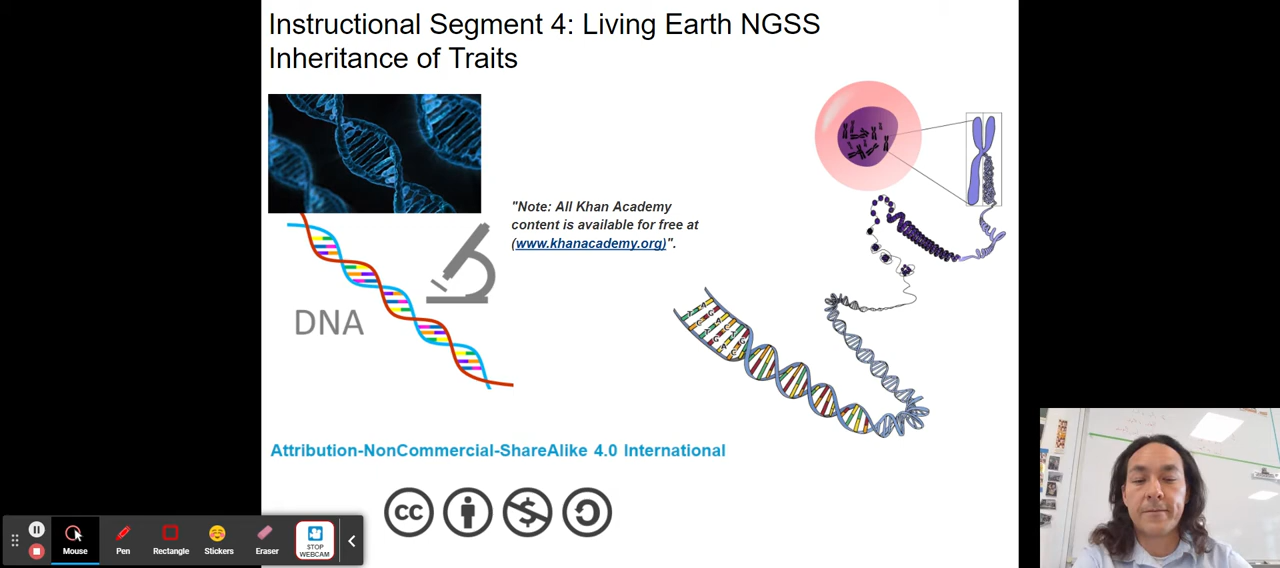 Instructional Segment 4: Living Earth NGSS
Inheritance of Traits
"Note: All Khan Academy
content is available for free at
(www.khanacademy.org)".
DNA
Attribution-NonCommercial-ShareAlike 4.0 International
cc
Mouse
Pen
Rectangle
Stickers
Eraser
STOP
WEBCAM